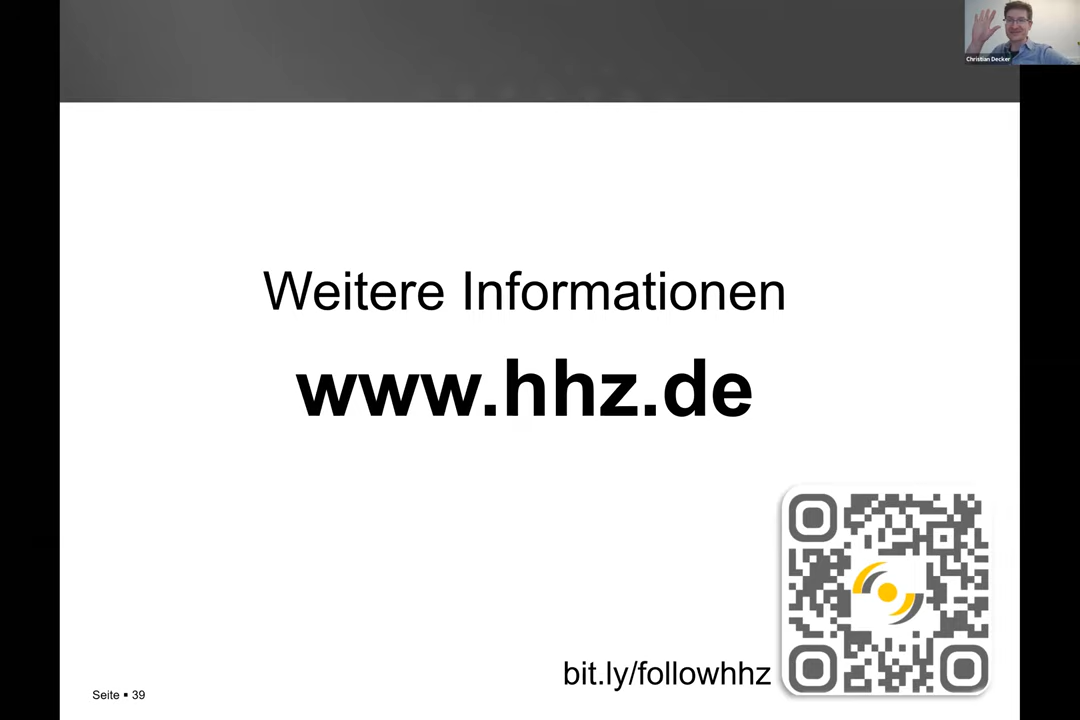 Christian Decker
Weitere Informationen
www.hhz.de
bit.ly/followhhz
Seite ▪ 39